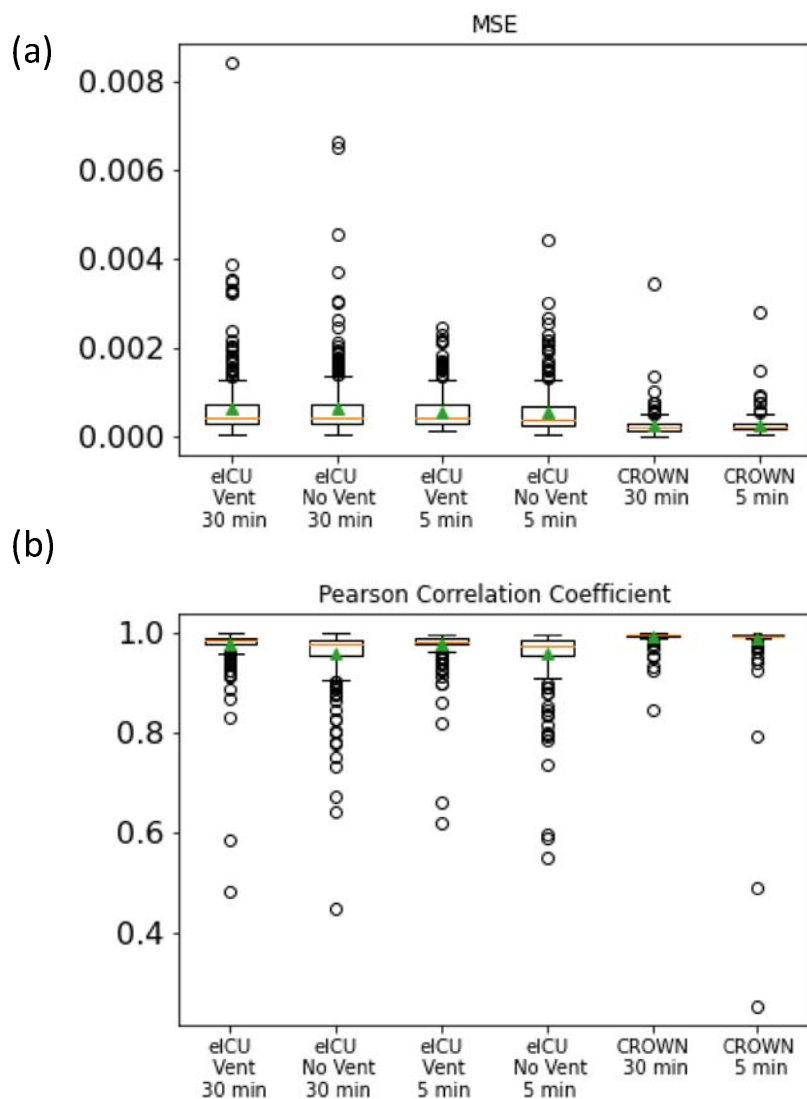 (a)
MSE
0.008
0.006
0.004
0.002
0.000
eICU eICU eICU eICU CROWN CROWN
Vent No Vent Vent No Vent 30 min 5 min
30 min 30 min 5 min 5 min
(b)
Pearson Correlation Coefficient
1.0
0.8
0.6
0.4
eICU eICU eICU eICU CROWN CROWN
Vent No Vent Vent No Vent 30 min 5 min
30 min 30 min 5 min 5 min